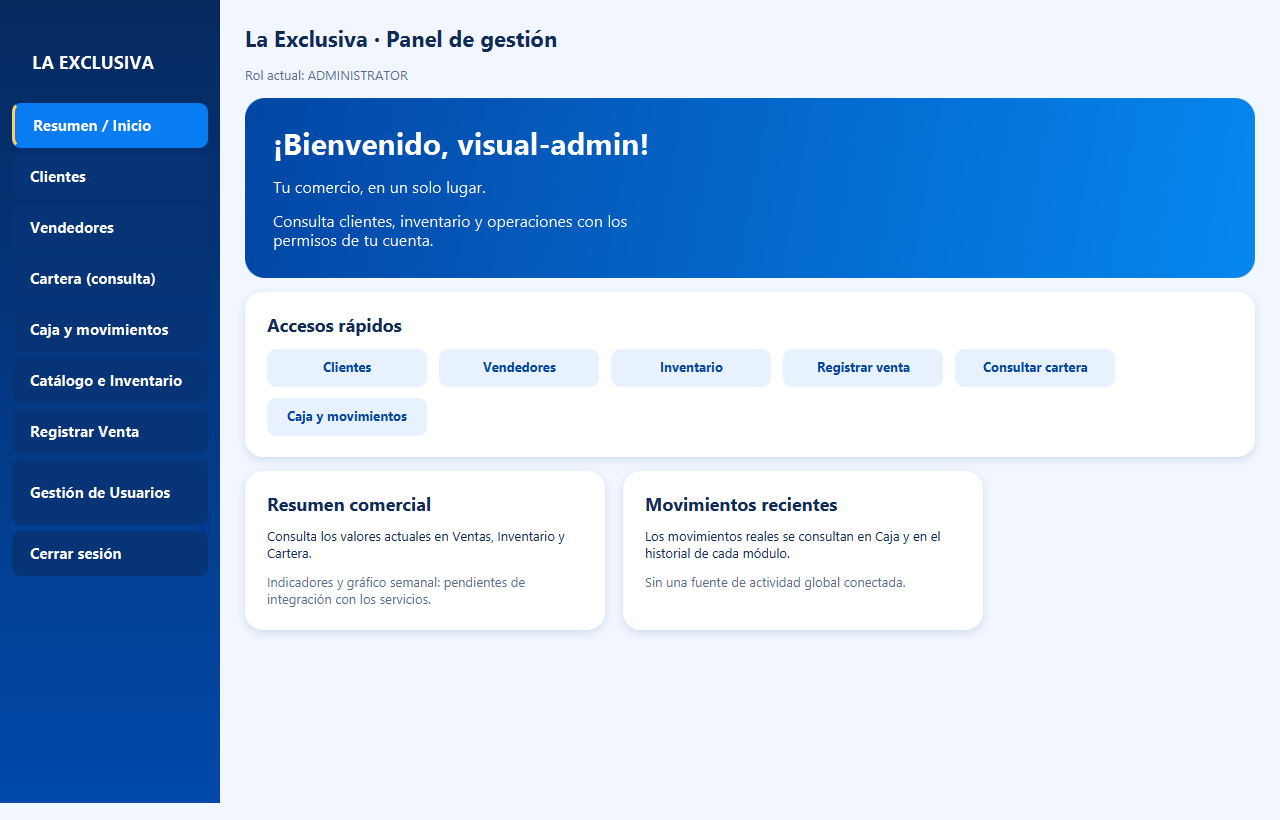 LA EXCLUSIVA
Resumen / Inicio
Clientes
Vendedores
Cartera (consulta)
Caja y movimientos
Catálogo e Inventario
Registrar Venta
Gestión de Usuarios
Cerrar sesión
La Exclusiva · Panel de gestión
Rol actual: ADMINISTRATOR
¡Bienvenido, visual-admin!
Tu comercio, en un solo lugar.
Consulta clientes, inventario y operaciones con los
permisos de tu cuenta.
Accesos rápidos
Clientes
Vendedores
Inventario
Registrar venta
Consultar cartera
Caja y movimientos
Resumen comercial
Consulta los valores actuales en Ventas, Inventario y
Cartera.
Indicadores y gráfico semanal: pendientes de
integración con los servicios.
Movimientos recientes
Los movimientos reales se consultan en Caja y en el
historial de cada módulo.
Sin una fuente de actividad global conectada.